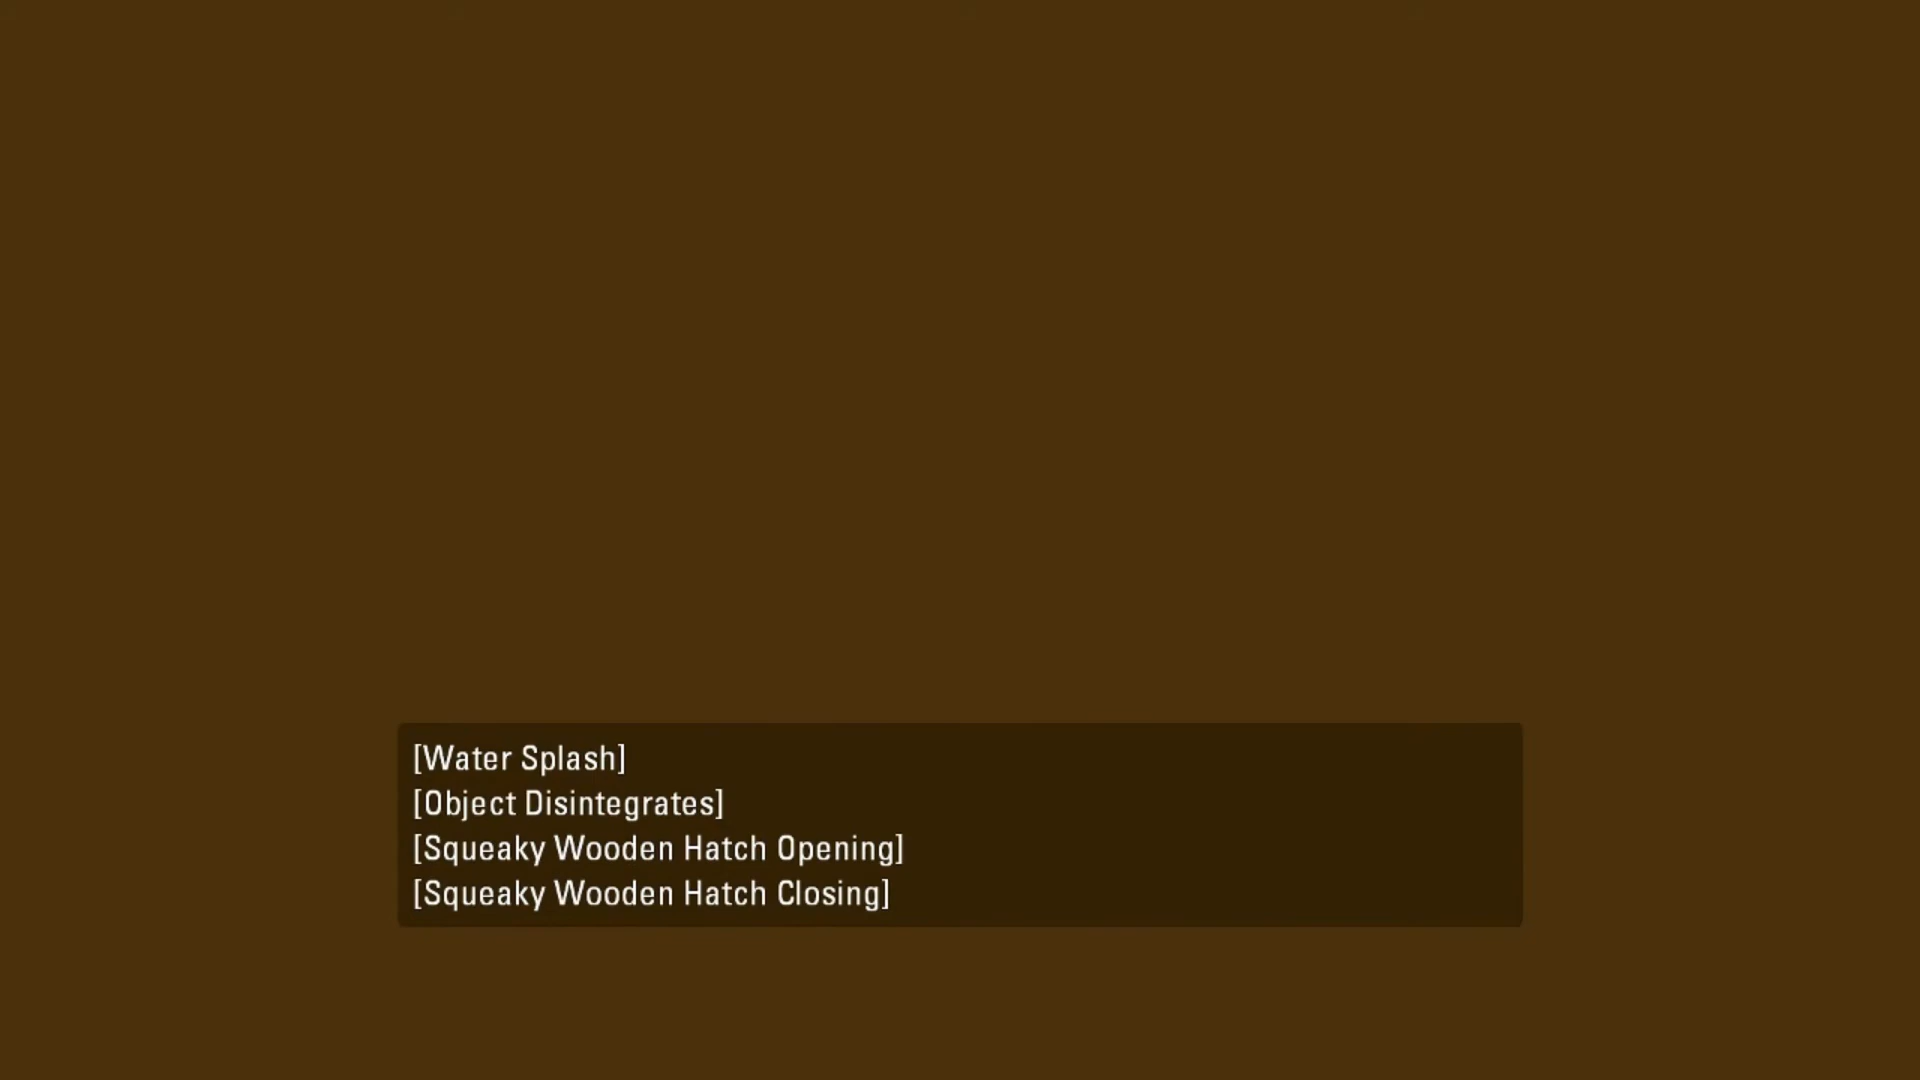 [Water Splash]
[Object Disintegrates]
[Squeaky Wooden Hatch Opening]
[Squeaky Wooden Hatch Closing]